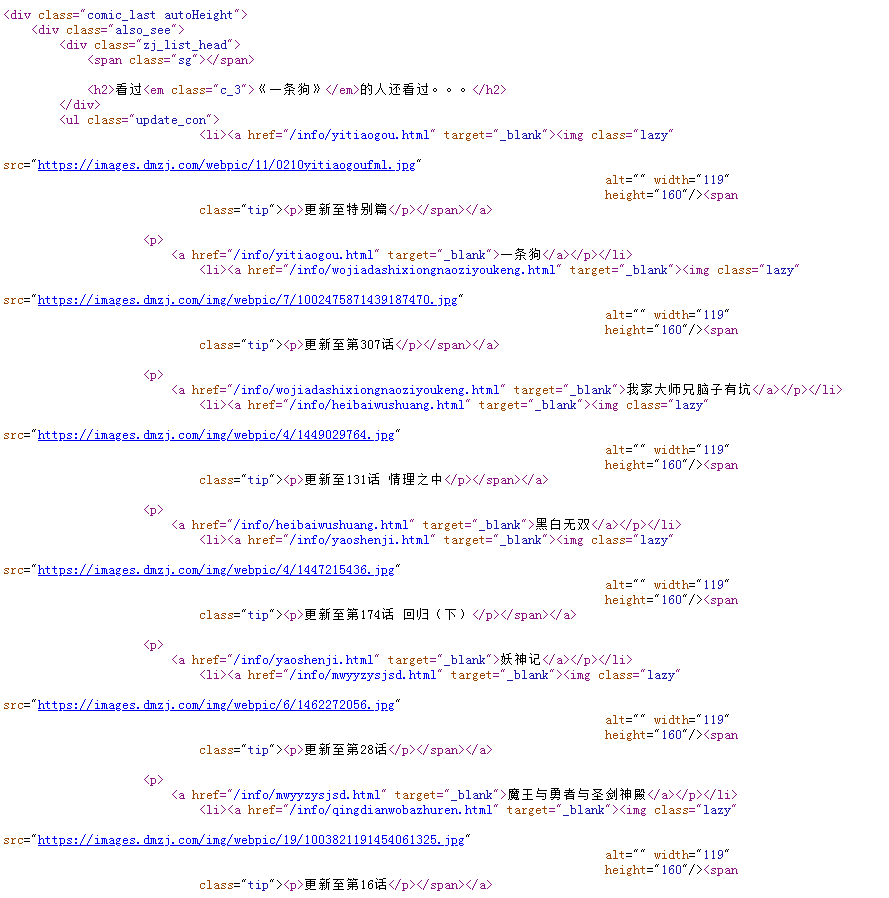 <div class="comic_last autoHeight">
<div class="also_see">
<div class="zj_list_head">
<span class="sg"></span>
<h2>看过<em class="c_3">《一条狗》</em>的人还看过。。。</h2>
</div>
<ul class="update_con">
<li><a href="/info/yitiaogou.html" target="_blank"><img class="lazy"
src="https://images.dmzj.com/webpic/11/0210yitiaogoufml.jpg"
alt="" width="119"
height="160"/><span
class="tip"><p>更新至特别篇</p></span></a>
<p>
<a href="/info/yitiaogou.html" target="_blank">一条狗</a></p></li>
<li><a href="/info/wojiadashixiongnaoziyoukeng.html" target="_blank"><img class="lazy"
src="https://images.dmzj.com/img/webpic/7/1002475871439187470.jpg"
alt="" width="119"
height="160"/><span
class="tip"><p>更新至第307话</p></span></a>
<p>
<a href="/info/wojiadashixiongnaoziyoukeng.html" target="_blank">我家大师兄脑子有坑</a></p></li>
<li><a href="/info/heibaiwushuang.html" target="_blank"><img class="lazy"
src="https://images.dmzj.com/img/webpic/4/1449029764.jpg"
alt="" width="119"
height="160"/><span
class="tip"><p>更新至131话 情理之中</p></span></a>
<p>
<a href="/info/heibaiwushuang.html" target="_blank">黑白无双</a></p></li>
<li><a href="/info/yaoshenji.html" target="_blank"><img class="lazy"
src="https://images.dmzj.com/img/webpic/4/1447215436.jpg"
alt="" width="119"
height="160"/><span
class="tip"><p>更新至第174话 回归（下）</p></span></a>
<p>
<a href="/info/yaoshenji.html" target="_blank">妖神记</a></p></li>
<li><a href="/info/mwyyzysjsd.html" target="_blank"><img class="lazy"
src="https://images.dmzj.com/img/webpic/6/1462272056.jpg"
alt="" width="119"
height="160"/><span
class="tip"><p>更新至第28话</p></span></a>
<p>
<a href="/info/mwyyzysjsd.html" target="_blank">魔王与勇者与圣剑神殿</a></p></li>
<li><a href="/info/qingdianwobazhuren.html" target="_blank"><img class="lazy"
src="https://images.dmzj.com/img/webpic/19/1003821191454061325.jpg"
alt="" width="119"
height="160"/><span
class="tip"><p>更新至第16话</p></span></a>